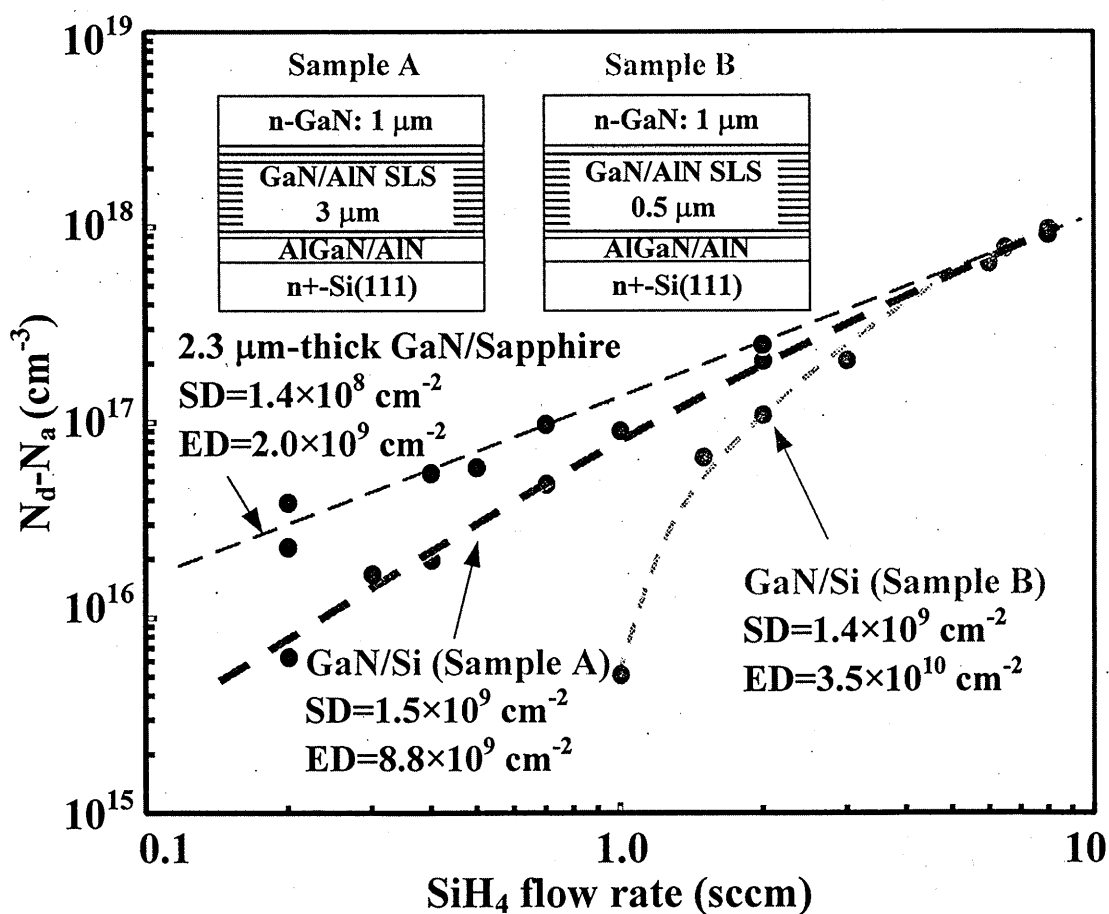 10^19
10^18
10^17
10^16
10^15
N_d-N_a (cm^-3)
Sample A
n-GaN: 1 μm
GaN/AlN SLS
3 μm
AlGaN/AlN
n+-Si(111)
Sample B
n-GaN: 1 μm
GaN/AlN SLS
0.5 μm
AlGaN/AlN
n+-Si(111)
2.3 μm-thick GaN/Sapphire
SD=1.4×10^8 cm^-2
ED=2.0×10^9 cm^-2
GaN/Si (Sample A)
SD=1.5×10^9 cm^-2
ED=8.8×10^9 cm^-2
GaN/Si (Sample B)
SD=1.4×10^9 cm^-2
ED=3.5×10^10 cm^-2
0.1
1.0
10
SiH_4 flow rate (sccm)